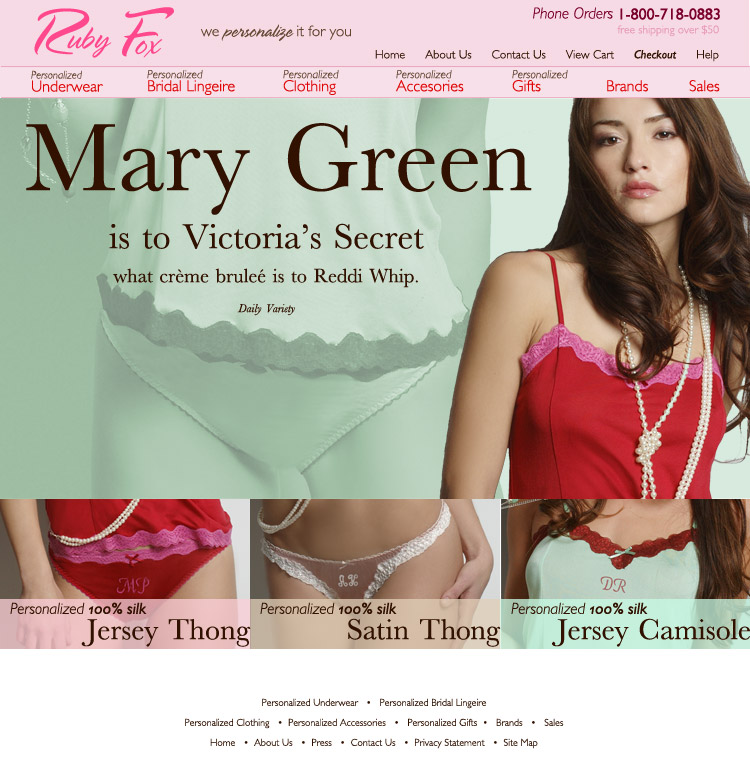 Ruby Fox
we personalize it for you
Phone Orders 1-800-718-0883
free shipping over $50
Home About Us Contact Us View Cart Checkout Help
Personalized Underwear
Personalized Bridal Lingeire
Personalized Clothing
Personalized Accesories
Personalized Gifts
Brands
Sales
Mary Green
is to Victoria's Secret
what crème bruleé is to Reddi Whip.
Daily Variety
MP
DR
Personalized 100% silk
Jersey Thong
Personalized 100% silk
Satin Thong
Personalized 100% silk
Jersey Camisole
Personalized Underwear • Personalized Bridal Lingeire
Personalized Clothing • Personalized Accessories • Personalized Gifts • Brands • Sales
Home • About Us • Press • Contact Us • Privacy Statement • Site Map